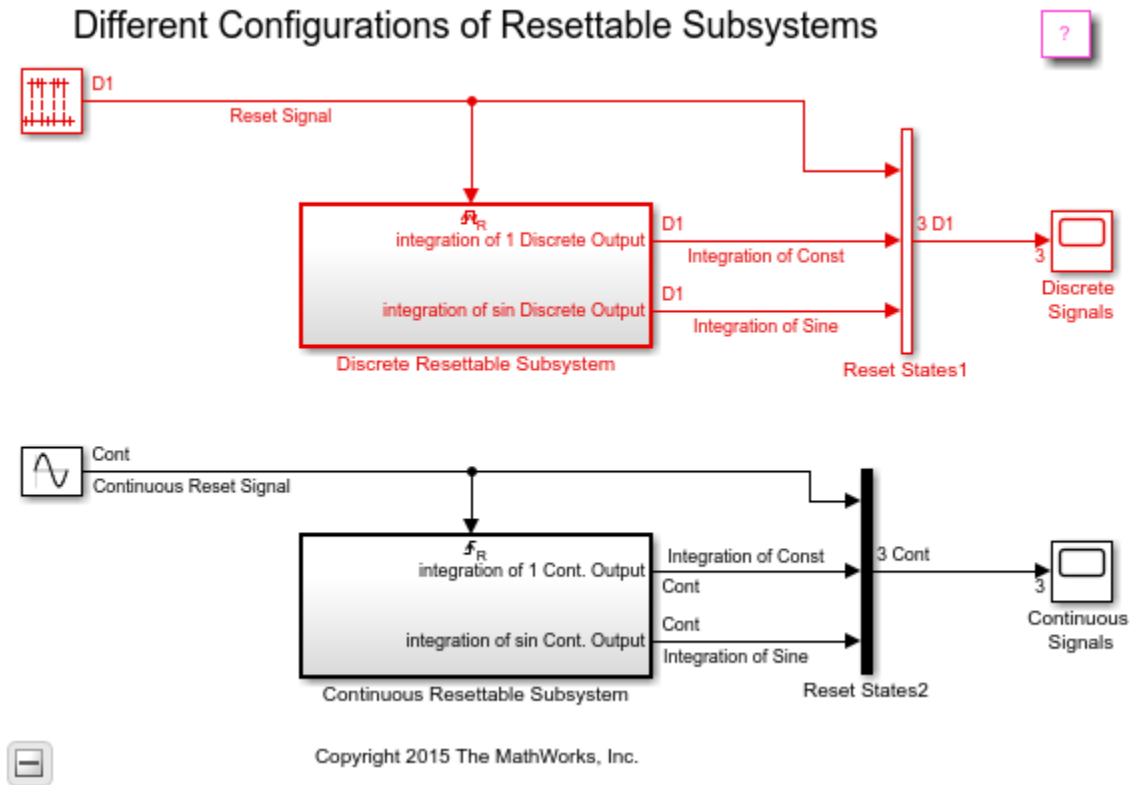 Different Configurations of Resettable Subsystems
?
D1
Reset Signal
R
integration of 1 Discrete Output
D1
Integration of Const
3 D1
3
integration of sin Discrete Output
D1
Integration of Sine
Discrete
Signals
Discrete Resettable Subsystem
Reset States1
Cont
Continuous Reset Signal
R
integration of 1 Cont. Output
Integration of Const
Cont
3 Cont
3
integration of sin Cont. Output
Cont
Integration of Sine
Continuous
Signals
Continuous Resettable Subsystem
Reset States2
Copyright 2015 The MathWorks, Inc.